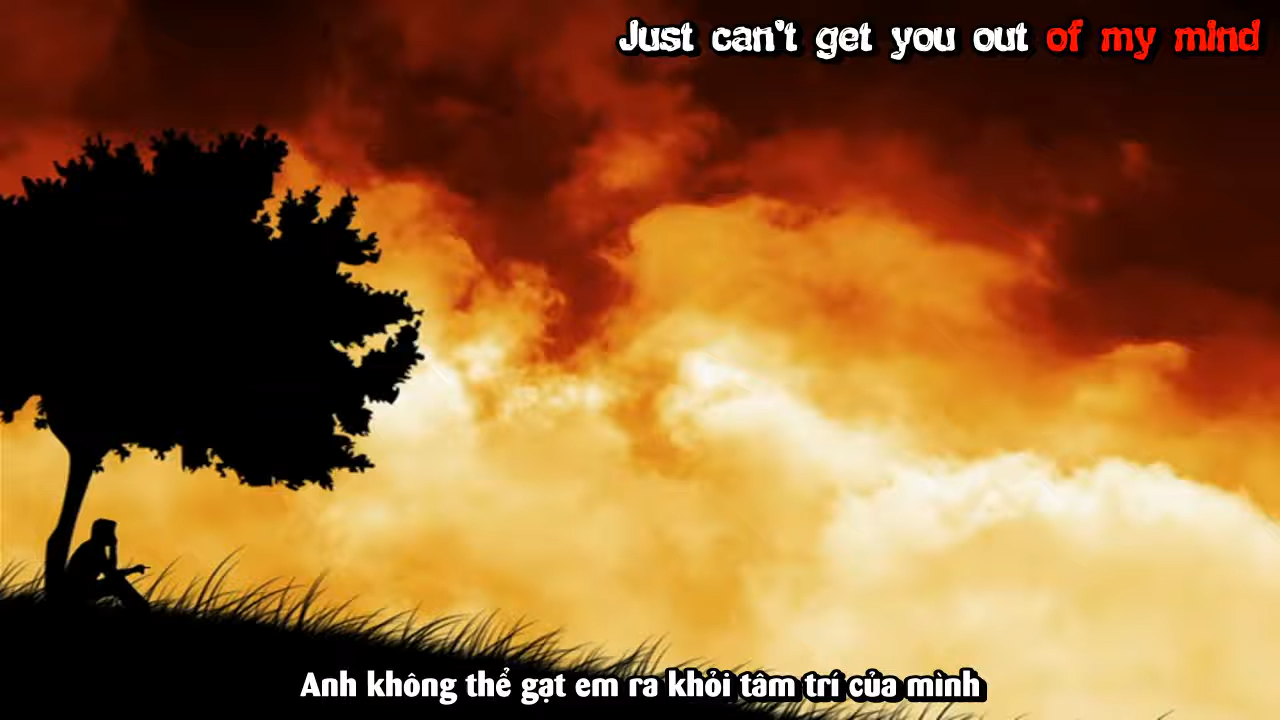 Just can't get you out of my mind
Anh không thể gạt em ra khỏi tâm trí của mình